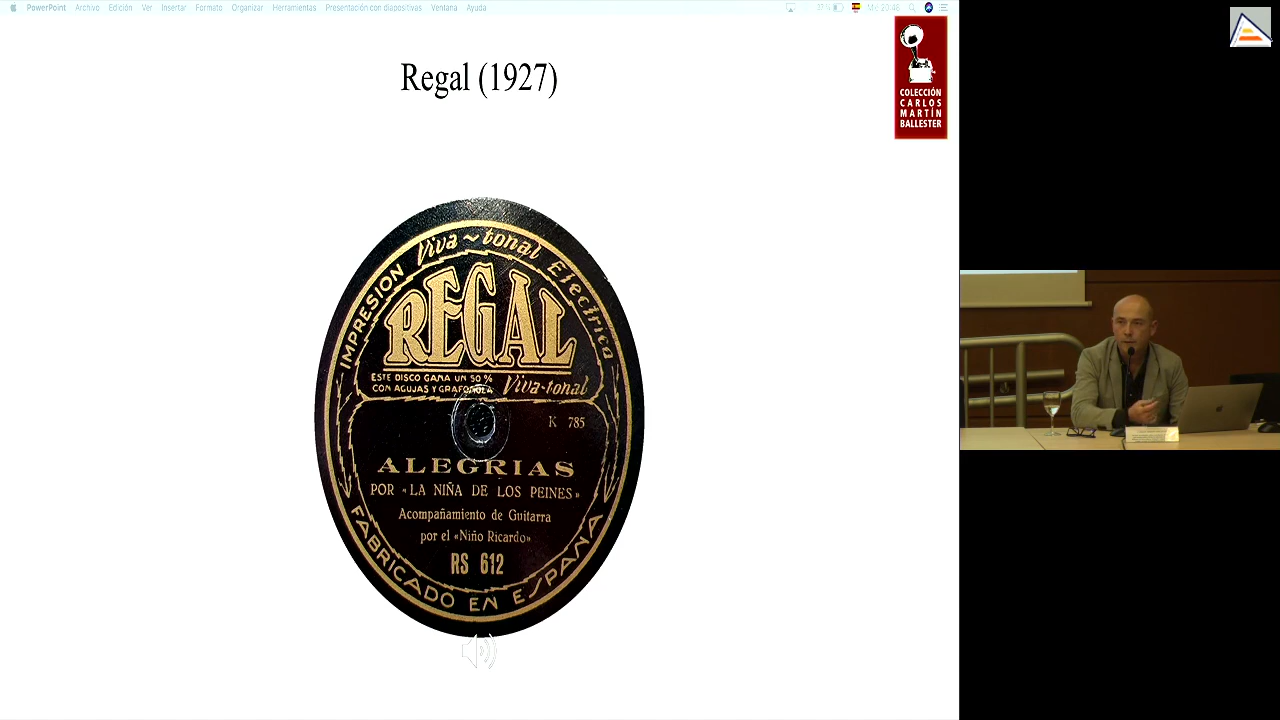 PowerPoint Archivo Edición Ver Insertar Formato Organizar Herramientas Presentación con diapositivas Ventana Ayuda
Regal (1927)
COLECCIÓN
CARLOS
MARTÍN
BALLESTER
IMPRESION Viva~tonal Electrica
REGAL
ESTE DISCO GANA UN 50 %
CON AGUJAS Y GRAFONOLA
Viva-tonal
K 785
ALEGRIAS
POR «LA NIÑA DE LOS PEINES»
Acompañamiento de Guitarra
por el «Niño Ricardo»
RS 612
FABRICADO EN ESPAÑA